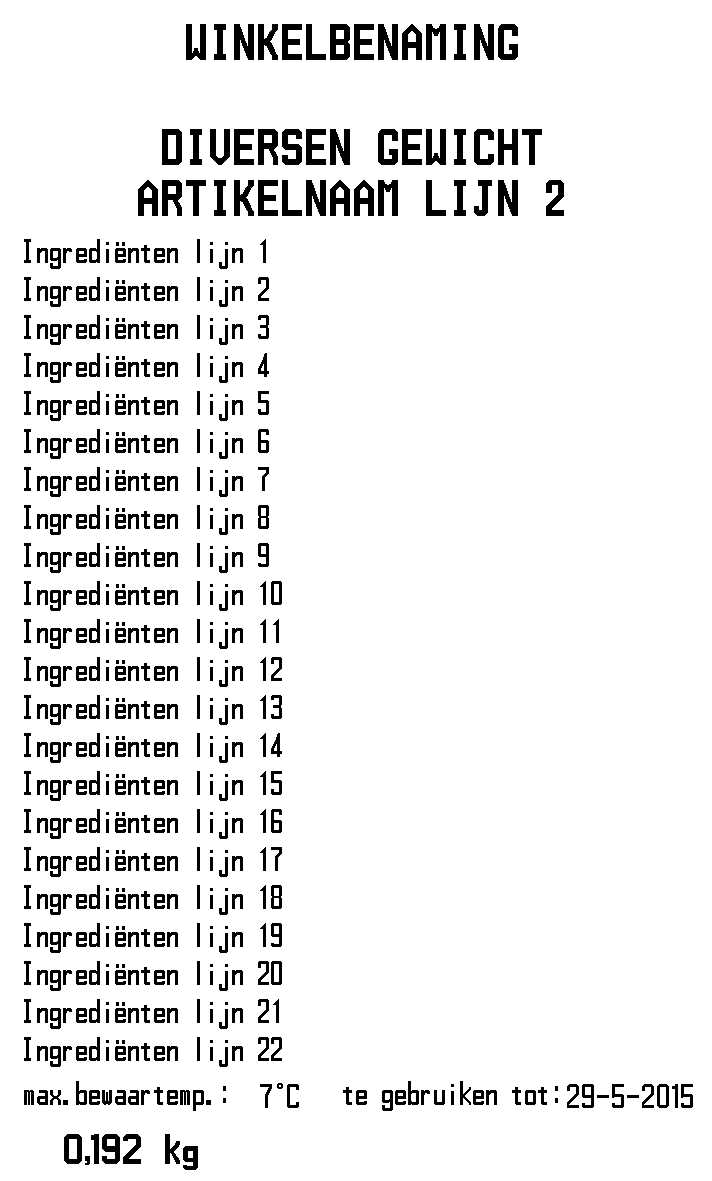 WINKELBENAMING
DIVERSEN GEWICHT
ARTIKELNAAM LIJN 2
Ingrediënten lijn 1
Ingrediënten lijn 2
Ingrediënten lijn 3
Ingrediënten lijn 4
Ingrediënten lijn 5
Ingrediënten lijn 6
Ingrediënten lijn 7
Ingrediënten lijn 8
Ingrediënten lijn 9
Ingrediënten lijn 10
Ingrediënten lijn 11
Ingrediënten lijn 12
Ingrediënten lijn 13
Ingrediënten lijn 14
Ingrediënten lijn 15
Ingrediënten lijn 16
Ingrediënten lijn 17
Ingrediënten lijn 18
Ingrediënten lijn 19
Ingrediënten lijn 20
Ingrediënten lijn 21
Ingrediënten lijn 22
max.bewaartemp.: 7°C te gebruiken tot:29-5-2015
0,192 kg